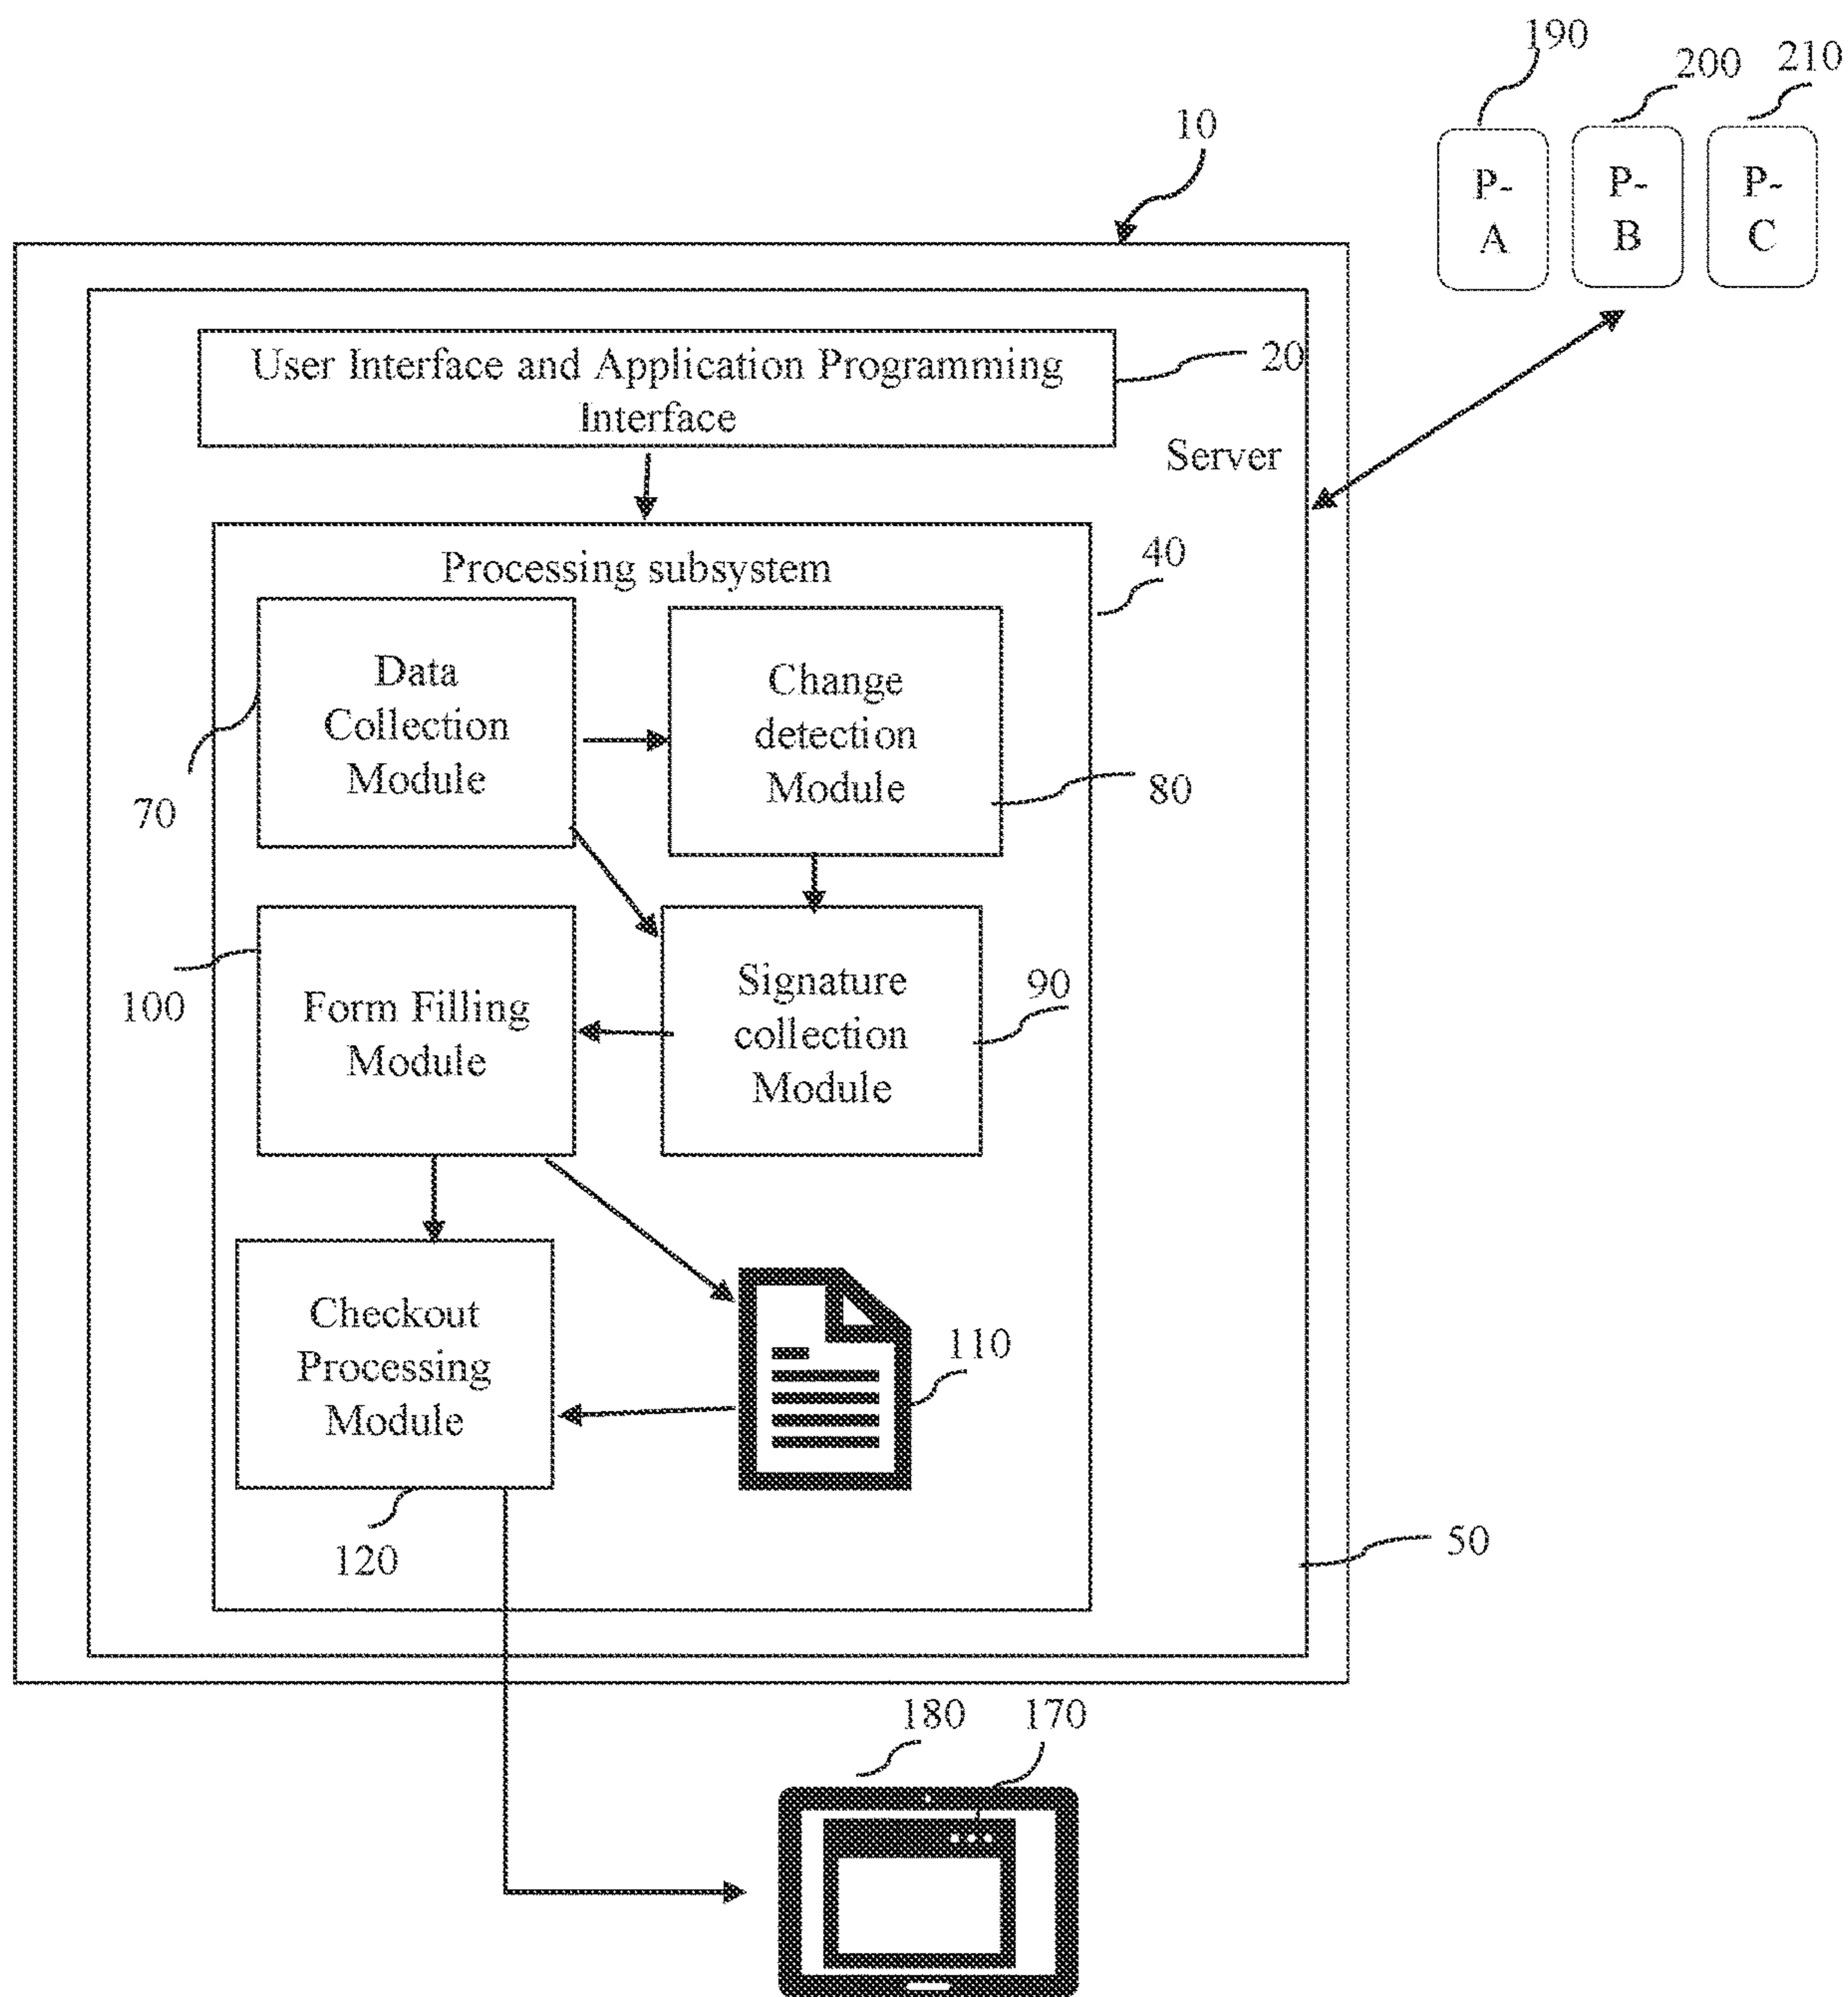 190
200
210
10
P-
A
P-
B
P-
C
User Interface and Application Programming
Interface
20
Server
Processing subsystem
40
Data
Collection
Module
70
Change
detection
Module
80
100
Form Filling
Module
Signature
collection
Module
90
Checkout
Processing
Module
110
120
50
180
170